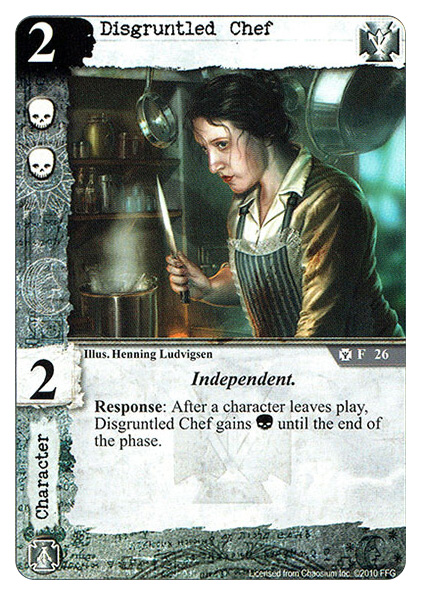 2
Disgruntled Chef
Illus. Henning Ludvigsen
F 26
2
Independent.
Response: After a character leaves play,
Disgruntled Chef gains until the end of
the phase.
Character
Licensed from Chaosium Inc. ©2010 FFG